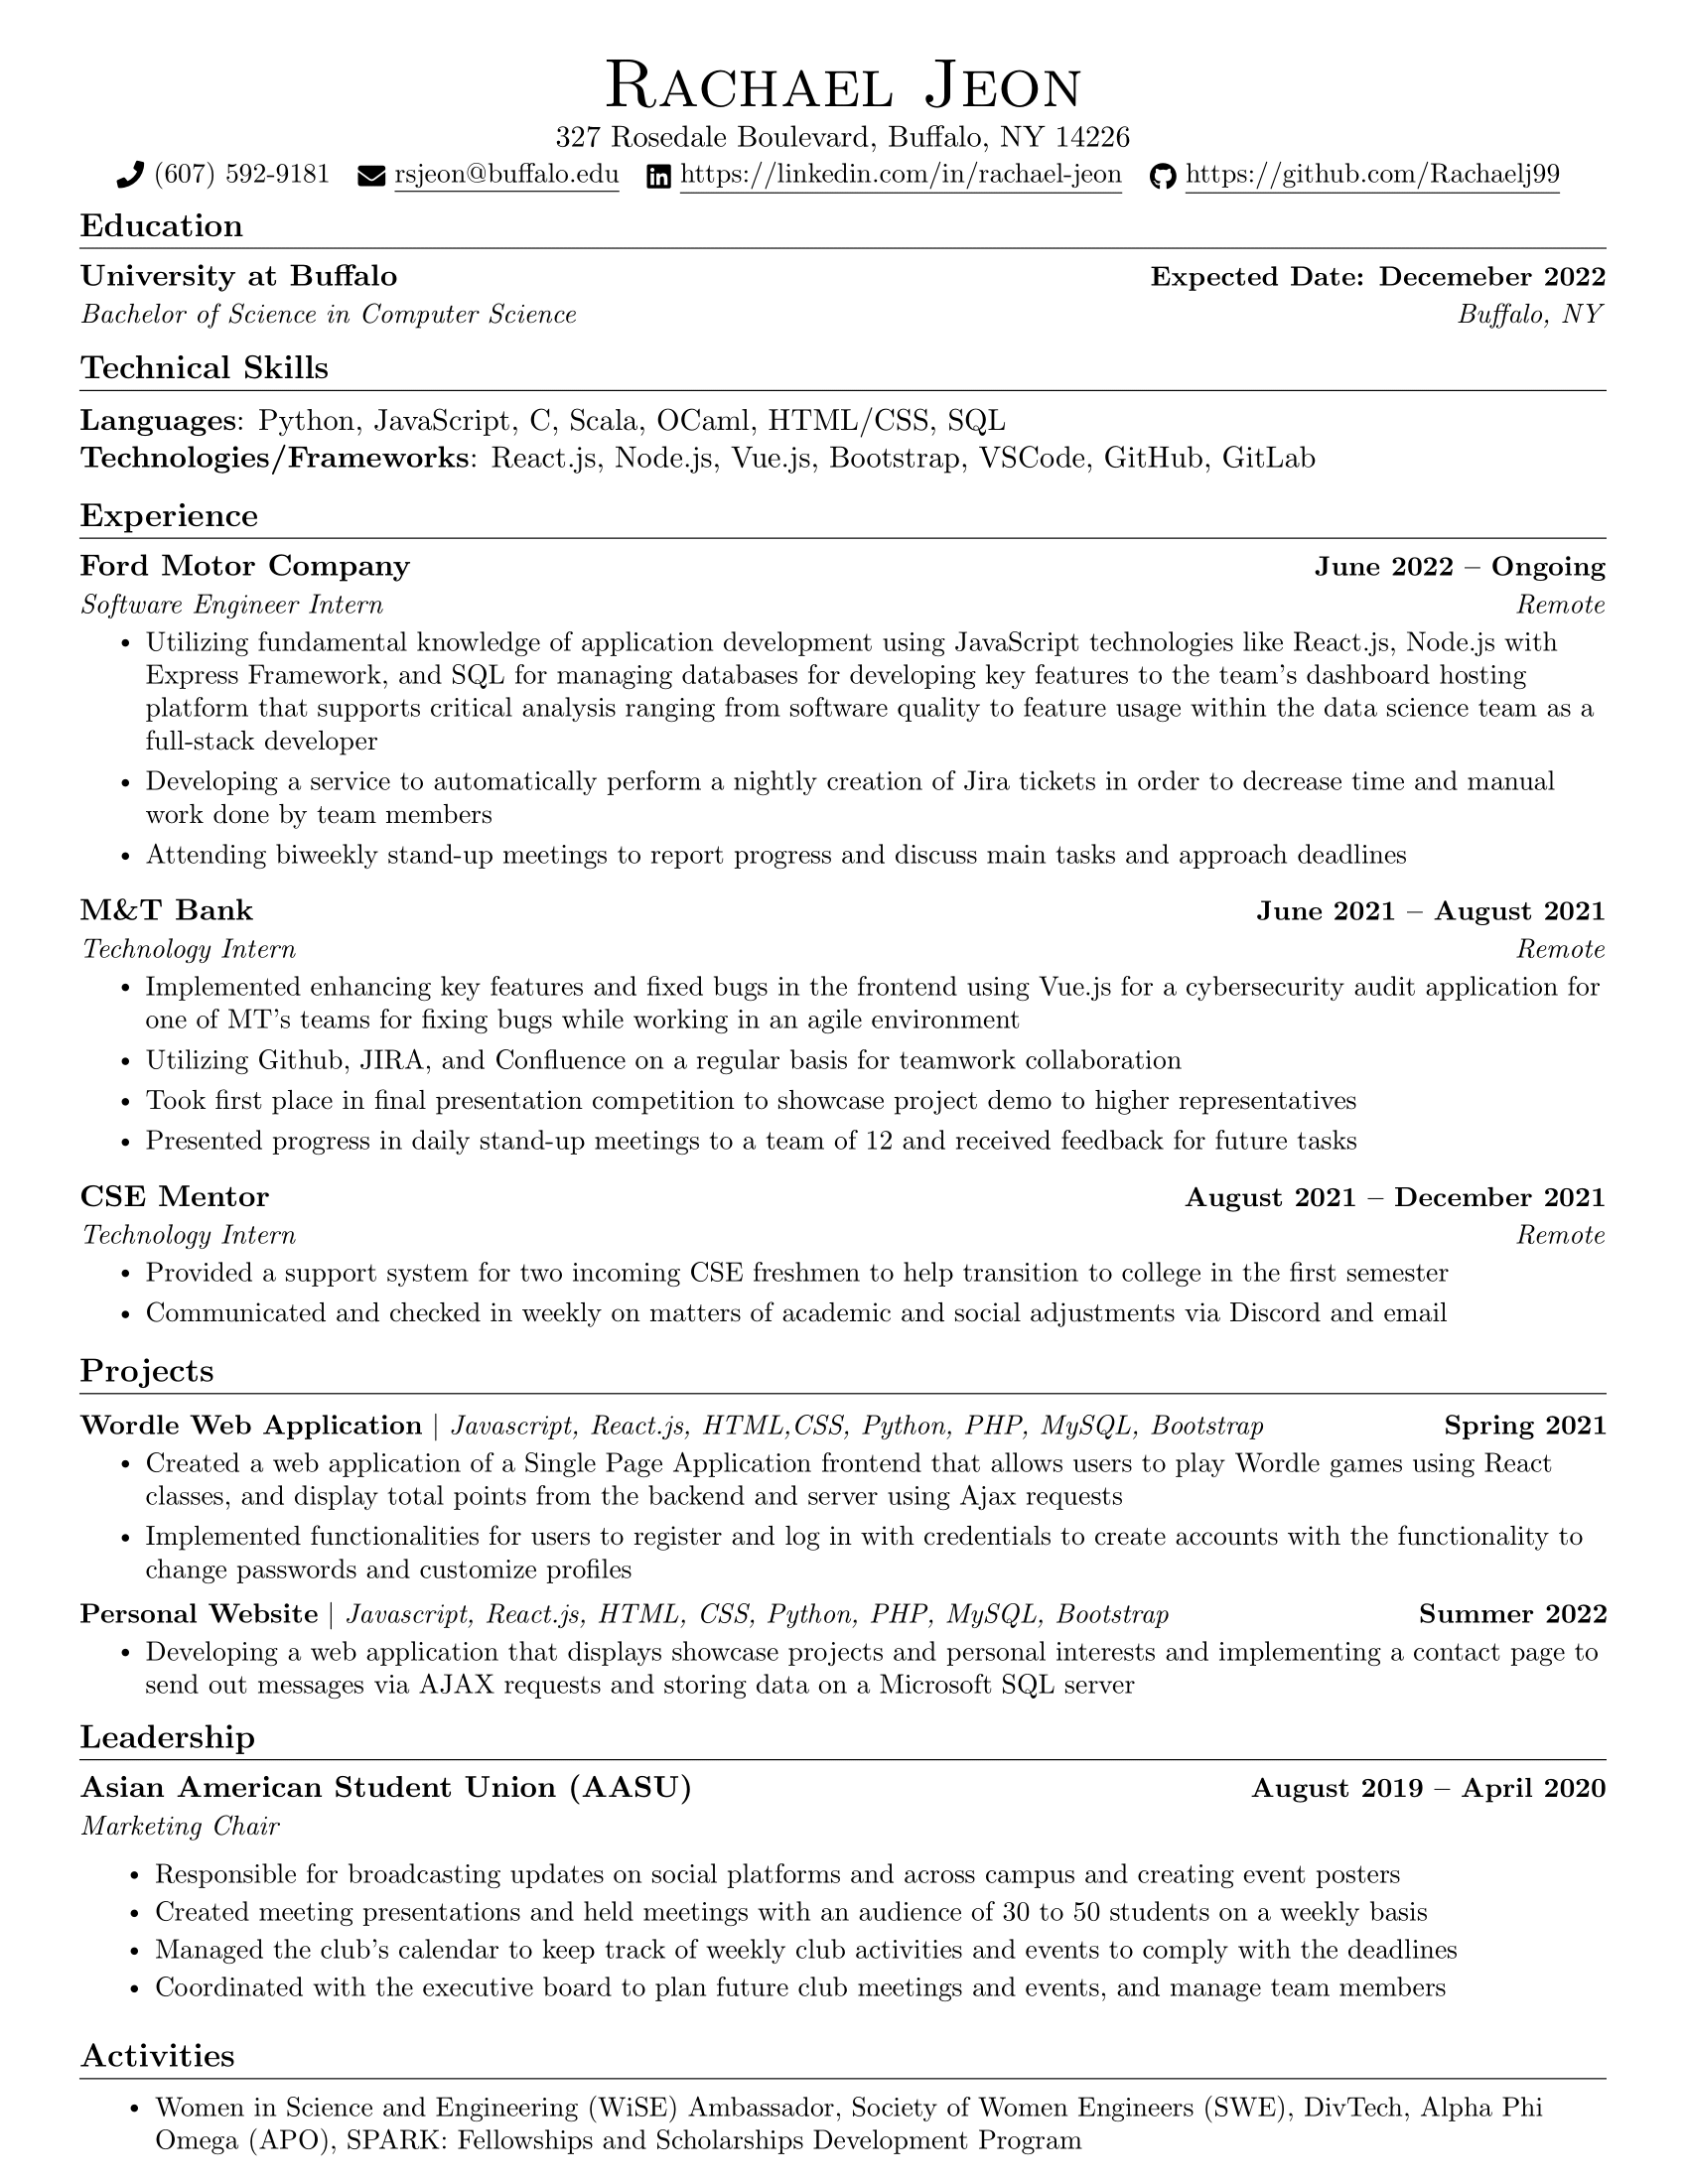 Rachael Jeon
327 Rosedale Boulevard, Buffalo, NY 14226
(607) 592-9181 rsjeon@buffalo.edu https://linkedin.com/in/rachael-jeon https://github.com/Rachaelj99
Education
University at Buffalo Expected Date: Decemeber 2022
Bachelor of Science in Computer Science Buffalo, NY
Technical Skills
Languages: Python, JavaScript, C, Scala, OCaml, HTML/CSS, SQL
Technologies/Frameworks: React.js, Node.js, Vue.js, Bootstrap, VSCode, GitHub, GitLab
Experience
Ford Motor Company June 2022 – Ongoing
Software Engineer Intern Remote
• Utilizing fundamental knowledge of application development using JavaScript technologies like React.js, Node.js with
Express Framework, and SQL for managing databases for developing key features to the team's dashboard hosting
platform that supports critical analysis ranging from software quality to feature usage within the data science team as a
full-stack developer
• Developing a service to automatically perform a nightly creation of Jira tickets in order to decrease time and manual
work done by team members
• Attending biweekly stand-up meetings to report progress and discuss main tasks and approach deadlines
M&T Bank June 2021 – August 2021
Technology Intern Remote
• Implemented enhancing key features and fixed bugs in the frontend using Vue.js for a cybersecurity audit application for
one of MT's teams for fixing bugs while working in an agile environment
• Utilizing Github, JIRA, and Confluence on a regular basis for teamwork collaboration
• Took first place in final presentation competition to showcase project demo to higher representatives
• Presented progress in daily stand-up meetings to a team of 12 and received feedback for future tasks
CSE Mentor August 2021 – December 2021
Technology Intern Remote
• Provided a support system for two incoming CSE freshmen to help transition to college in the first semester
• Communicated and checked in weekly on matters of academic and social adjustments via Discord and email
Projects
Wordle Web Application | Javascript, React.js, HTML,CSS, Python, PHP, MySQL, Bootstrap Spring 2021
• Created a web application of a Single Page Application frontend that allows users to play Wordle games using React
classes, and display total points from the backend and server using Ajax requests
• Implemented functionalities for users to register and log in with credentials to create accounts with the functionality to
change passwords and customize profiles
Personal Website | Javascript, React.js, HTML, CSS, Python, PHP, MySQL, Bootstrap Summer 2022
• Developing a web application that displays showcase projects and personal interests and implementing a contact page to
send out messages via AJAX requests and storing data on a Microsoft SQL server
Leadership
Asian American Student Union (AASU) August 2019 – April 2020
Marketing Chair
• Responsible for broadcasting updates on social platforms and across campus and creating event posters
• Created meeting presentations and held meetings with an audience of 30 to 50 students on a weekly basis
• Managed the club's calendar to keep track of weekly club activities and events to comply with the deadlines
• Coordinated with the executive board to plan future club meetings and events, and manage team members
Activities
• Women in Science and Engineering (WiSE) Ambassador, Society of Women Engineers (SWE), DivTech, Alpha Phi
Omega (APO), SPARK: Fellowships and Scholarships Development Program